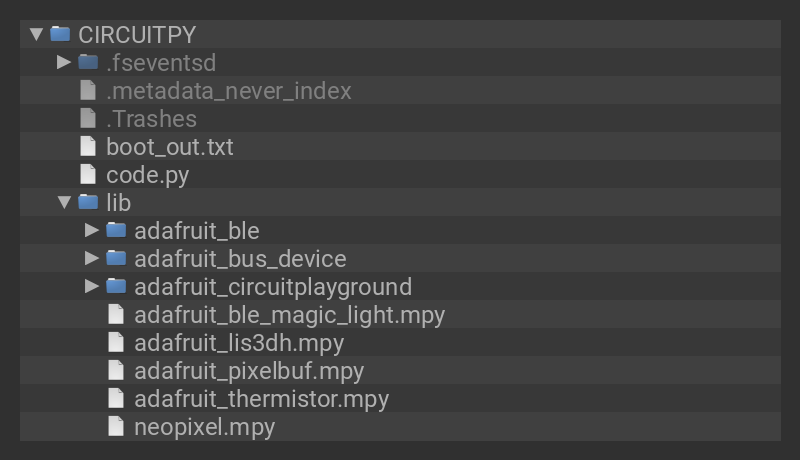 CIRCUITPY
.fseventsd
.metadata_never_index
.Trashes
boot_out.txt
code.py
lib
adafruit_ble
adafruit_bus_device
adafruit_circuitplayground
adafruit_ble_magic_light.mpy
adafruit_lis3dh.mpy
adafruit_pixelbuf.mpy
adafruit_thermistor.mpy
neopixel.mpy